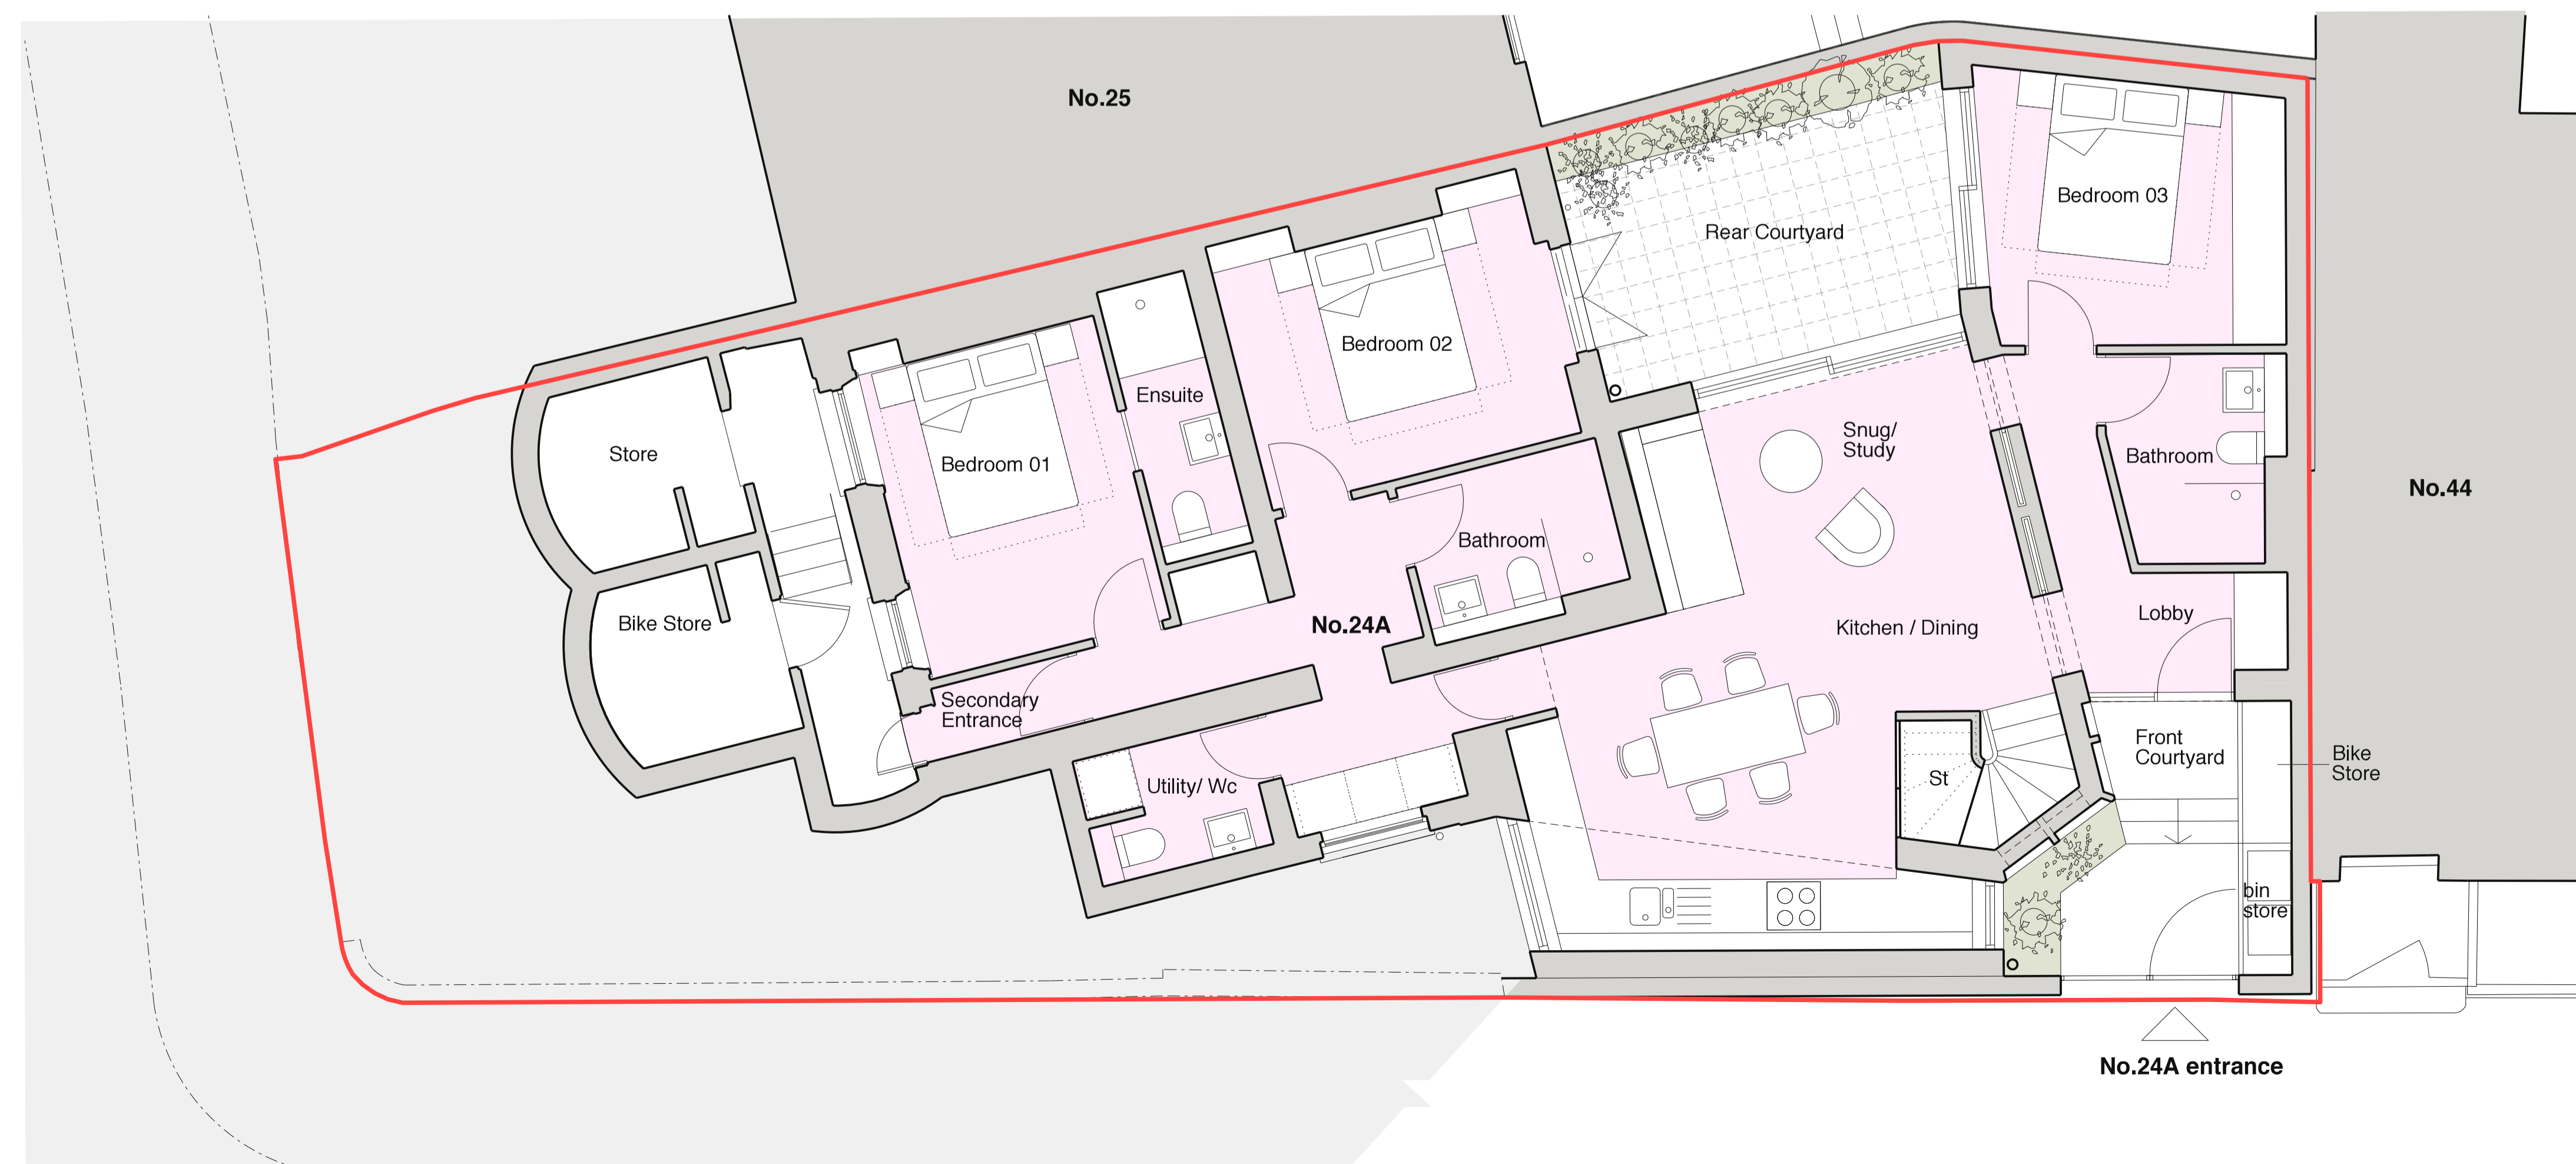 No.25
Bedroom 03
Rear Courtyard
Bedroom 02
Ensuite
Snug/
Study
Store
Bedroom 01
Bathroom
No.44
Bathroom
Bike Store
No.24A
Kitchen / Dining
Lobby
Secondary
Entrance
Front
Courtyard
Bike
Store
Utility/ Wc
St
bin
store
No.24A entrance